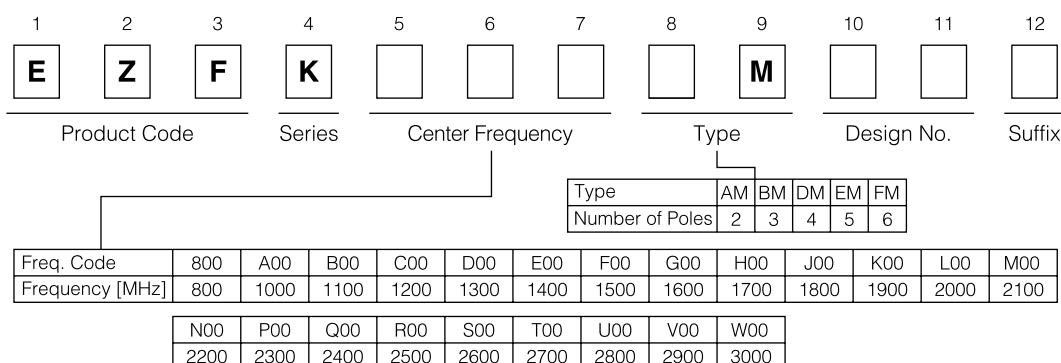 1 2 3 4 5 6 7 8 9 10 11 12
E Z F K M
Product Code Series Center Frequency Type Design No. Suffix
Type AM BM DM EM FM
Number of Poles 2 3 4 5 6
Freq. Code 800 A00 B00 C00 D00 E00 F00 G00 H00 J00 K00 L00 M00
Frequency [MHz] 800 1000 1100 1200 1300 1400 1500 1600 1700 1800 1900 2000 2100
N00 P00 Q00 R00 S00 T00 U00 V00 W00
2200 2300 2400 2500 2600 2700 2800 2900 3000